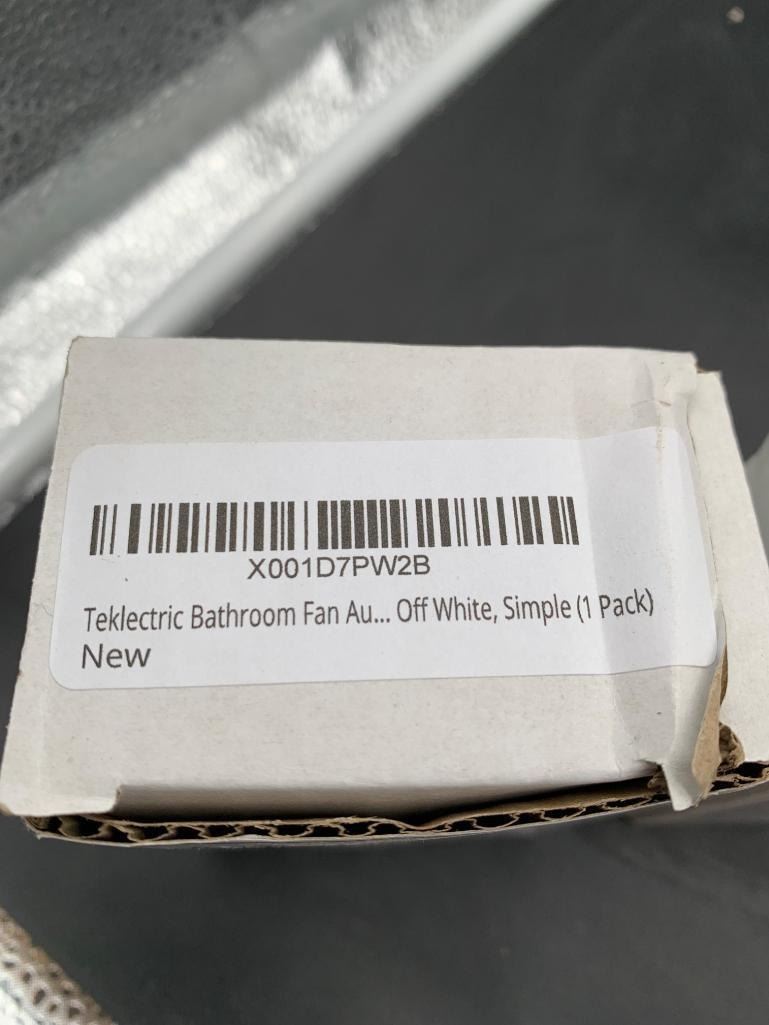 X001D7PW2B
Teklectric Bathroom Fan Au... Off White, Simple (1 Pack)
New